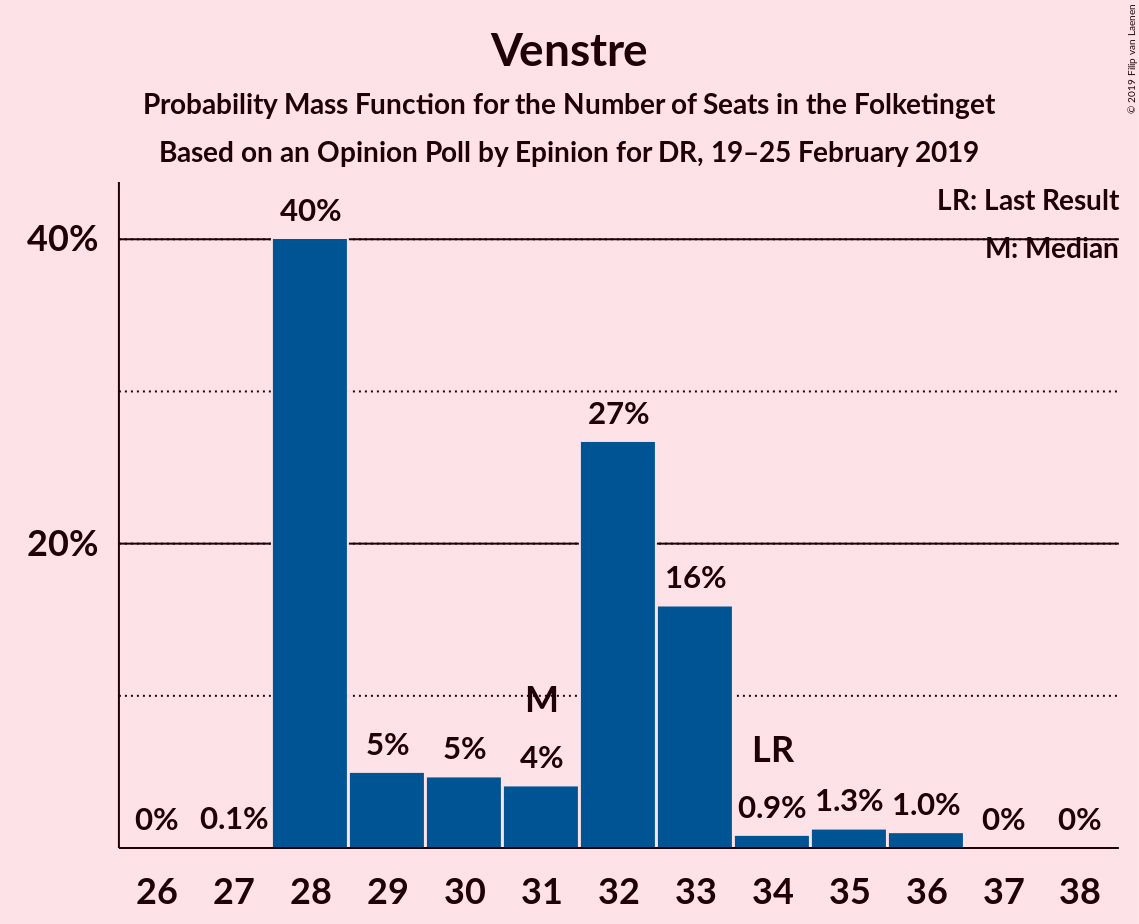 Venstre
Probability Mass Function for the Number of Seats in the Folketinget
Based on an Opinion Poll by Epinion for DR, 19–25 February 2019
© 2019 Filip van Laenen
LR: Last Result
M: Median
40%
20%
0%
0.1%
40%
5%
5%
M
4%
27%
16%
LR
0.9%
1.3%
1.0%
0%
0%
26 27 28 29 30 31 32 33 34 35 36 37 38